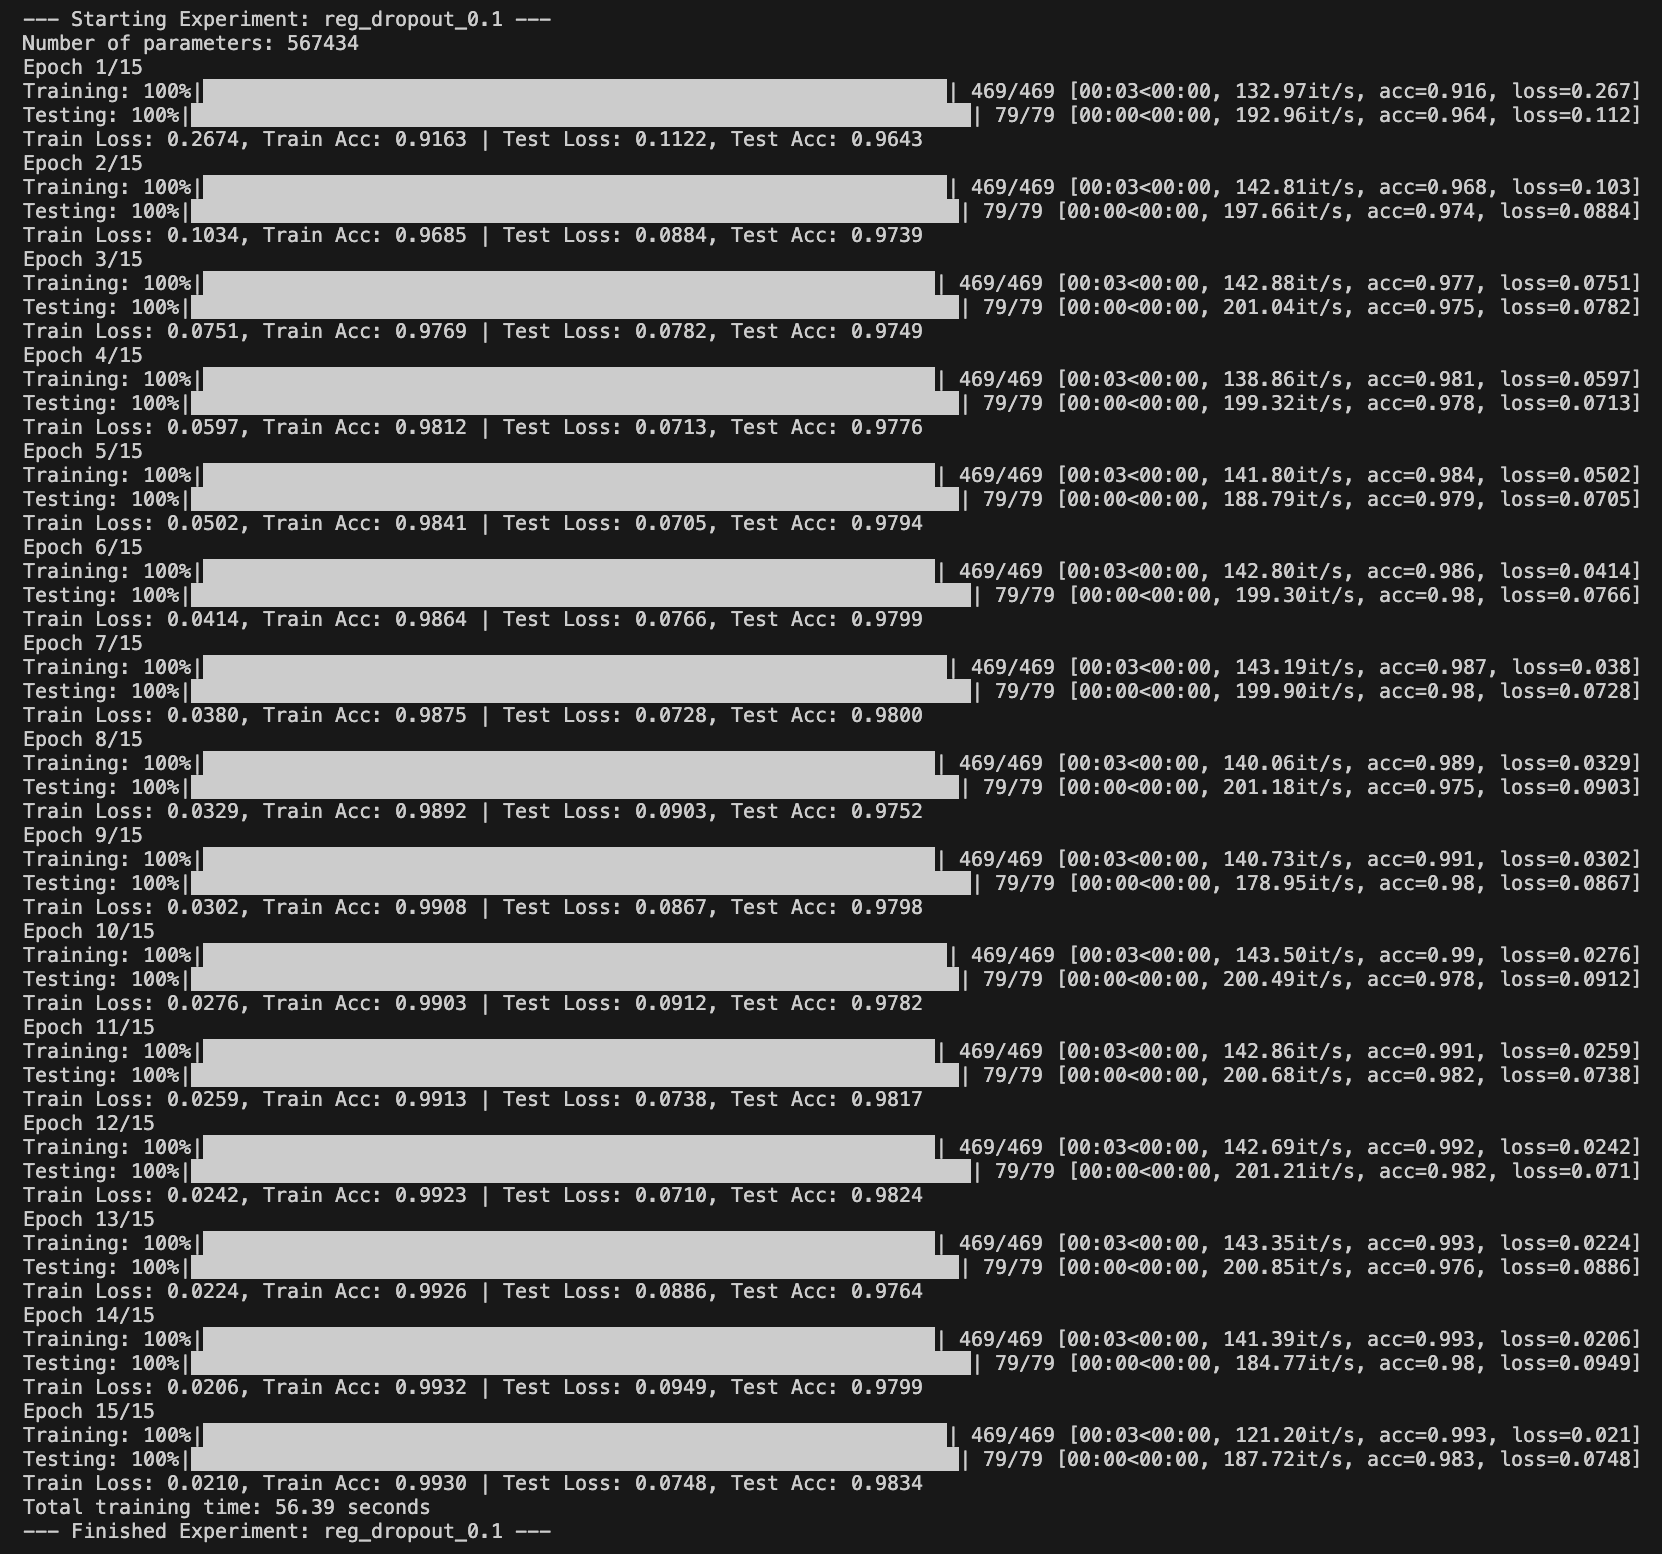 --- Starting Experiment: reg_dropout_0.1 ---
Number of parameters: 567434
Epoch 1/15
Training: 100%|██████████| 469/469 [00:03<00:00, 132.97it/s, acc=0.916, loss=0.267]
Testing: 100%|██████████| 79/79 [00:00<00:00, 192.96it/s, acc=0.964, loss=0.112]
Train Loss: 0.2674, Train Acc: 0.9163 | Test Loss: 0.1122, Test Acc: 0.9643
Epoch 2/15
Training: 100%|██████████| 469/469 [00:03<00:00, 142.81it/s, acc=0.968, loss=0.103]
Testing: 100%|██████████| 79/79 [00:00<00:00, 197.66it/s, acc=0.974, loss=0.0884]
Train Loss: 0.1034, Train Acc: 0.9685 | Test Loss: 0.0884, Test Acc: 0.9739
Epoch 3/15
Training: 100%|██████████| 469/469 [00:03<00:00, 142.88it/s, acc=0.977, loss=0.0751]
Testing: 100%|██████████| 79/79 [00:00<00:00, 201.04it/s, acc=0.975, loss=0.0782]
Train Loss: 0.0751, Train Acc: 0.9769 | Test Loss: 0.0782, Test Acc: 0.9749
Epoch 4/15
Training: 100%|██████████| 469/469 [00:03<00:00, 138.86it/s, acc=0.981, loss=0.0597]
Testing: 100%|██████████| 79/79 [00:00<00:00, 199.32it/s, acc=0.978, loss=0.0713]
Train Loss: 0.0597, Train Acc: 0.9812 | Test Loss: 0.0713, Test Acc: 0.9776
Epoch 5/15
Training: 100%|██████████| 469/469 [00:03<00:00, 141.80it/s, acc=0.984, loss=0.0502]
Testing: 100%|██████████| 79/79 [00:00<00:00, 188.79it/s, acc=0.979, loss=0.0705]
Train Loss: 0.0502, Train Acc: 0.9841 | Test Loss: 0.0705, Test Acc: 0.9794
Epoch 6/15
Training: 100%|██████████| 469/469 [00:03<00:00, 142.80it/s, acc=0.986, loss=0.0414]
Testing: 100%|██████████| 79/79 [00:00<00:00, 199.30it/s, acc=0.98, loss=0.0766]
Train Loss: 0.0414, Train Acc: 0.9864 | Test Loss: 0.0766, Test Acc: 0.9799
Epoch 7/15
Training: 100%|██████████| 469/469 [00:03<00:00, 143.19it/s, acc=0.987, loss=0.038]
Testing: 100%|██████████| 79/79 [00:00<00:00, 199.90it/s, acc=0.98, loss=0.0728]
Train Loss: 0.0380, Train Acc: 0.9875 | Test Loss: 0.0728, Test Acc: 0.9800
Epoch 8/15
Training: 100%|██████████| 469/469 [00:03<00:00, 140.06it/s, acc=0.989, loss=0.0329]
Testing: 100%|██████████| 79/79 [00:00<00:00, 201.18it/s, acc=0.975, loss=0.0903]
Train Loss: 0.0329, Train Acc: 0.9892 | Test Loss: 0.0903, Test Acc: 0.9752
Epoch 9/15
Training: 100%|██████████| 469/469 [00:03<00:00, 140.73it/s, acc=0.991, loss=0.0302]
Testing: 100%|██████████| 79/79 [00:00<00:00, 178.95it/s, acc=0.98, loss=0.0867]
Train Loss: 0.0302, Train Acc: 0.9908 | Test Loss: 0.0867, Test Acc: 0.9798
Epoch 10/15
Training: 100%|██████████| 469/469 [00:03<00:00, 143.50it/s, acc=0.99, loss=0.0276]
Testing: 100%|██████████| 79/79 [00:00<00:00, 200.49it/s, acc=0.978, loss=0.0912]
Train Loss: 0.0276, Train Acc: 0.9903 | Test Loss: 0.0912, Test Acc: 0.9782
Epoch 11/15
Training: 100%|██████████| 469/469 [00:03<00:00, 142.86it/s, acc=0.991, loss=0.0259]
Testing: 100%|██████████| 79/79 [00:00<00:00, 200.68it/s, acc=0.982, loss=0.0738]
Train Loss: 0.0259, Train Acc: 0.9913 | Test Loss: 0.0738, Test Acc: 0.9817
Epoch 12/15
Training: 100%|██████████| 469/469 [00:03<00:00, 142.69it/s, acc=0.992, loss=0.0242]
Testing: 100%|██████████| 79/79 [00:00<00:00, 201.21it/s, acc=0.982, loss=0.071]
Train Loss: 0.0242, Train Acc: 0.9923 | Test Loss: 0.0710, Test Acc: 0.9824
Epoch 13/15
Training: 100%|██████████| 469/469 [00:03<00:00, 143.35it/s, acc=0.993, loss=0.0224]
Testing: 100%|██████████| 79/79 [00:00<00:00, 200.85it/s, acc=0.976, loss=0.0886]
Train Loss: 0.0224, Train Acc: 0.9926 | Test Loss: 0.0886, Test Acc: 0.9764
Epoch 14/15
Training: 100%|██████████| 469/469 [00:03<00:00, 141.39it/s, acc=0.993, loss=0.0206]
Testing: 100%|██████████| 79/79 [00:00<00:00, 184.77it/s, acc=0.98, loss=0.0949]
Train Loss: 0.0206, Train Acc: 0.9932 | Test Loss: 0.0949, Test Acc: 0.9799
Epoch 15/15
Training: 100%|██████████| 469/469 [00:03<00:00, 121.20it/s, acc=0.993, loss=0.021]
Testing: 100%|██████████| 79/79 [00:00<00:00, 187.72it/s, acc=0.983, loss=0.0748]
Train Loss: 0.0210, Train Acc: 0.9930 | Test Loss: 0.0748, Test Acc: 0.9834
Total training time: 56.39 seconds
--- Finished Experiment: reg_dropout_0.1 ---